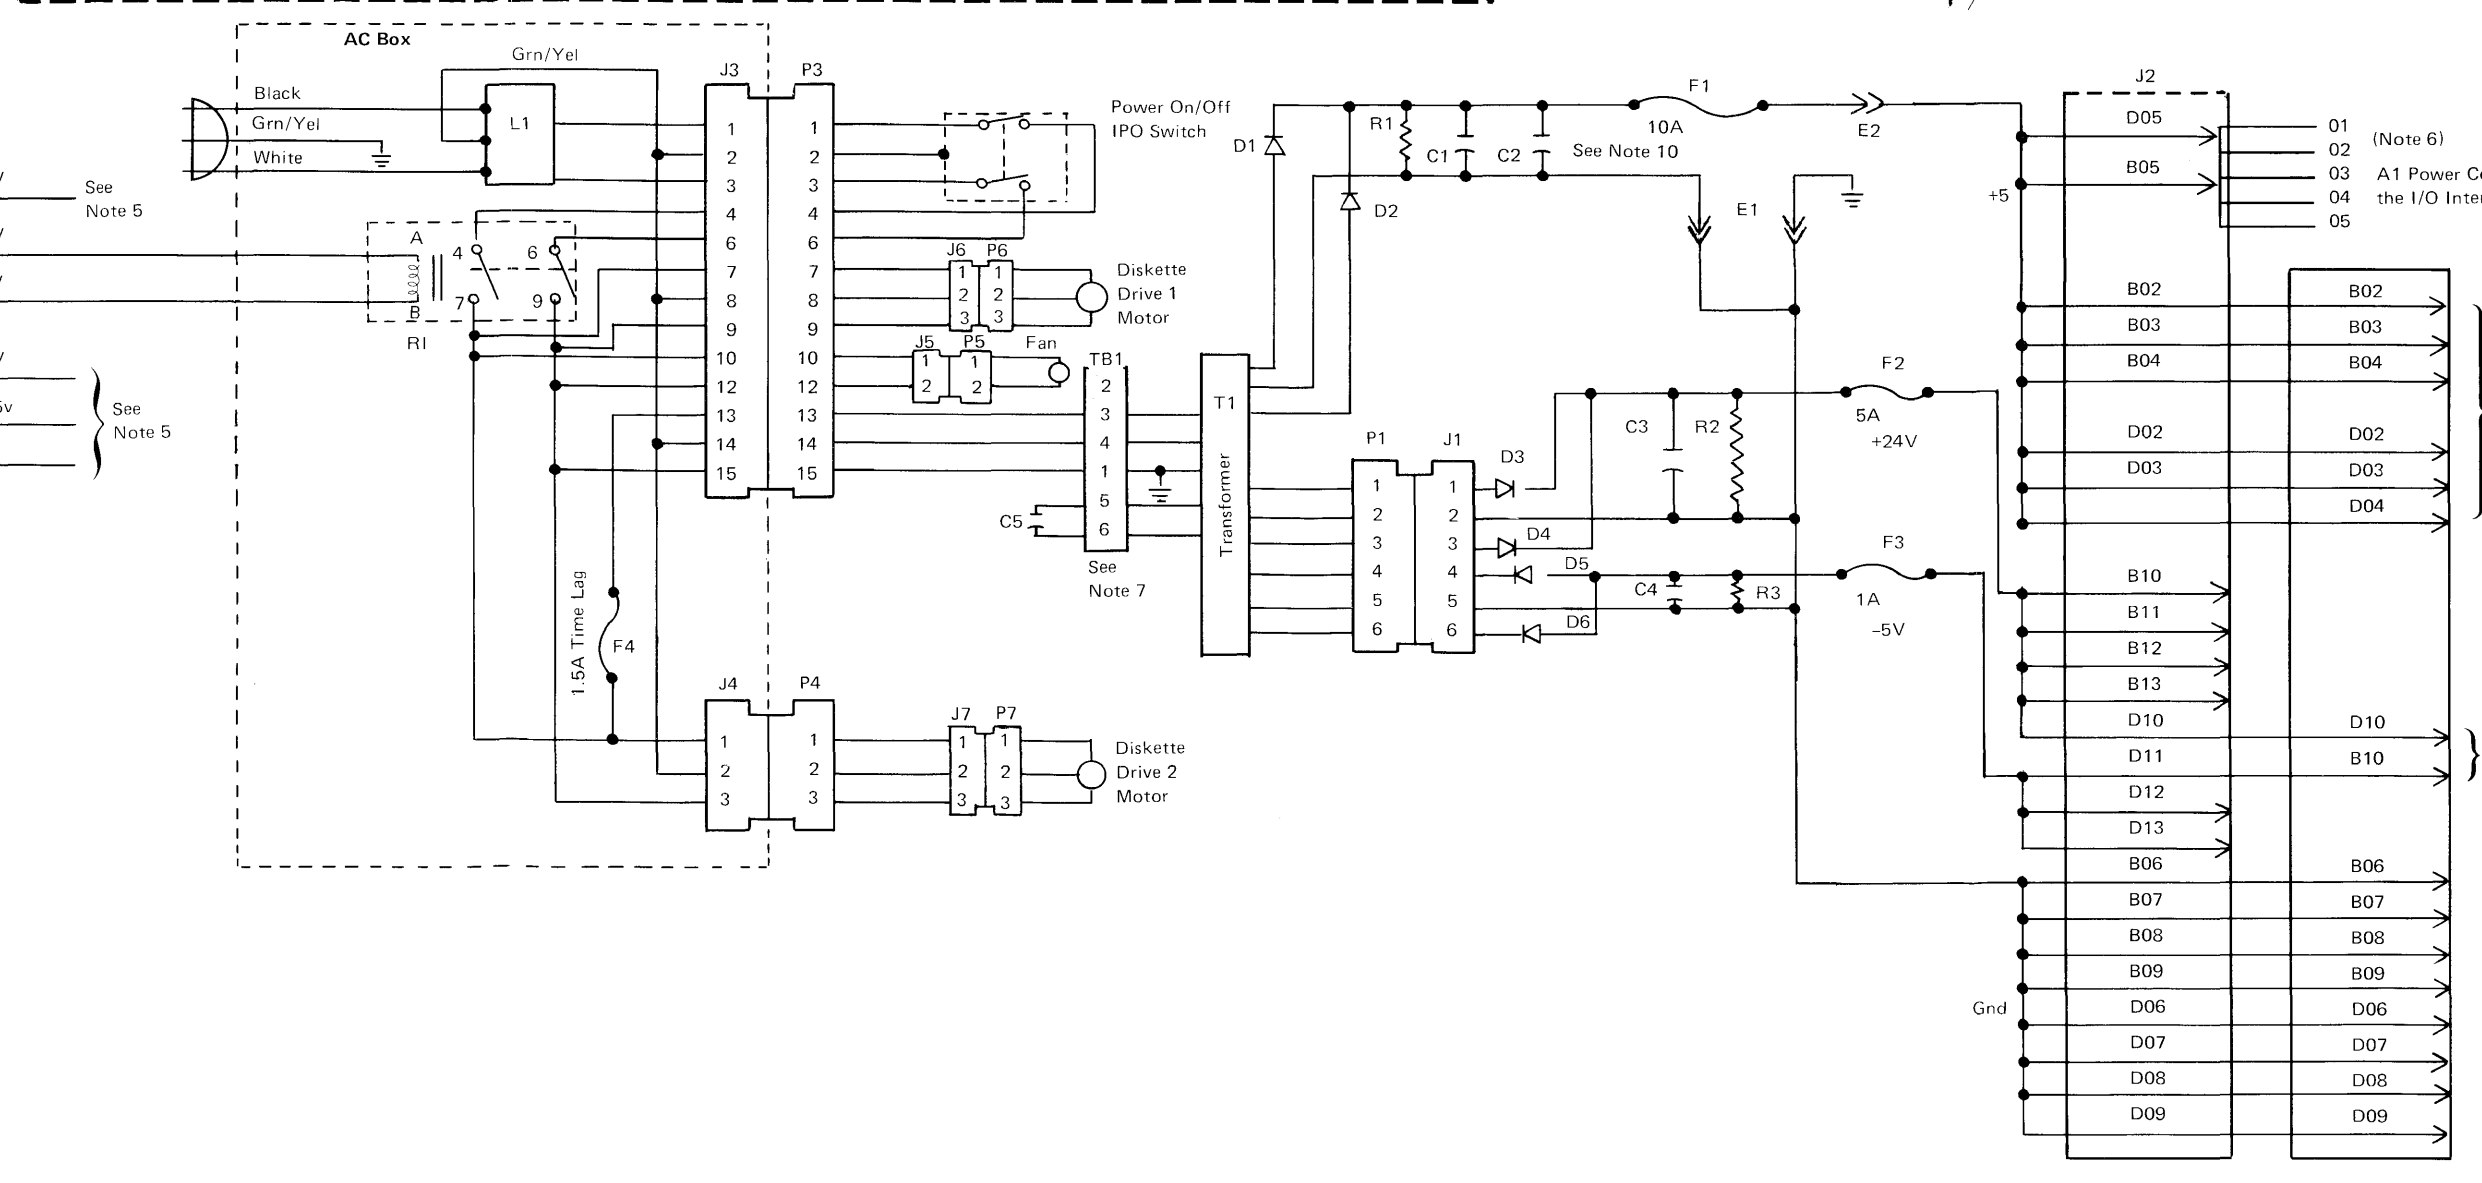 AC Box
Grn/Yel
Black
Grn/Yel
White
L1
See
Note 5
A
B
R1
4
6
7
9
5v
See
Note 5
1.5A Time Lag
F4
J3
1
2
3
4
6
7
8
9
10
12
13
14
15
P3
1
2
3
4
6
7
8
9
10
12
13
14
15
Power On/Off
IPO Switch
J6 P6
1 1
2 2
3 3
Diskette
Drive 1
Motor
J5 P5
1 1
2 2
Fan
TB1
2
3
4
1
5
6
C5
See
Note 7
J4
1
2
3
P4
1
2
3
J7 P7
1 1
2 2
3 3
Diskette
Drive 2
Motor
T1
Transformer
D1
D2
R1
C1
C2
See Note 10
F1
10A
E2
E1
P1
1
2
3
4
5
6
J1
1
2
3
4
5
6
D3
D4
D5
D6
C3
R2
C4
R3
F2
5A
+24V
F3
1A
–5V
+5
Gnd
J2
D05
B05
B02
B03
B04
D02
D03
B10
B11
B12
B13
D10
D11
D12
D13
B06
B07
B08
B09
D06
D07
D08
D09
01
02
03
04
05
(Note 6)
A1 Power
the I/O
B02
B03
B04
D02
D03
D04
D10
B10
B06
B07
B08
B09
D06
D07
D08
D09